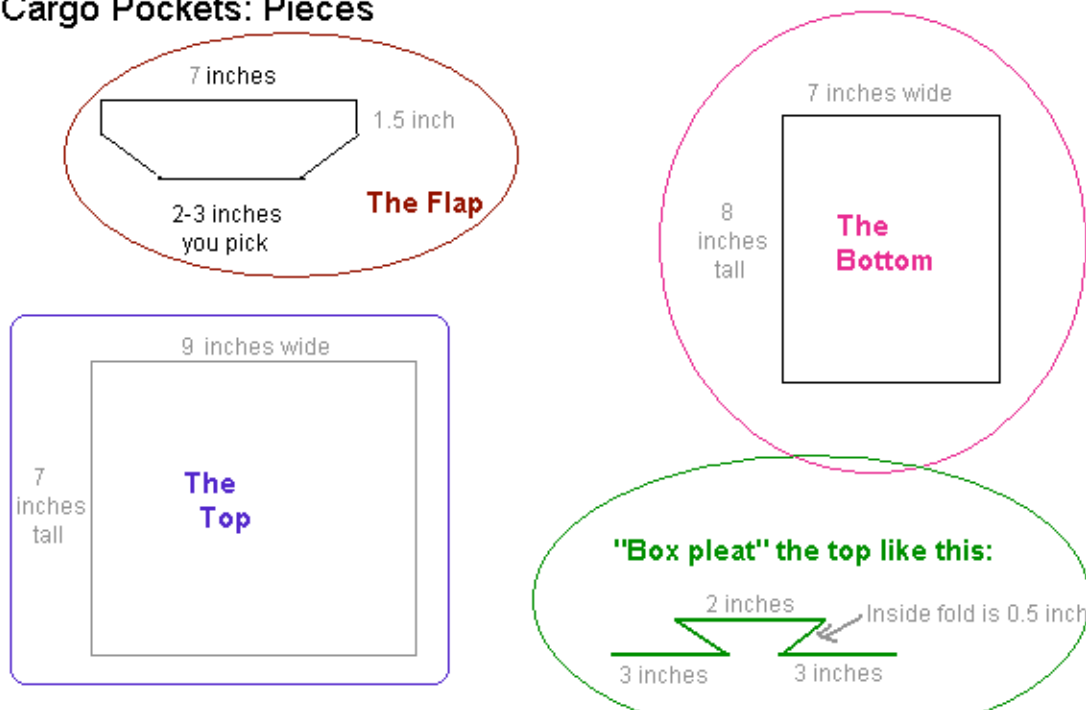 Cargo Pockets: Pieces
7 inches
1.5 inch
2-3 inches
you pick
The Flap
7 inches wide
8
inches
tall
The
Bottom
9 inches wide
7
inches
tall
The
Top
"Box pleat" the top like this:
2 inches
Inside fold is 0.5 inch
3 inches
3 inches